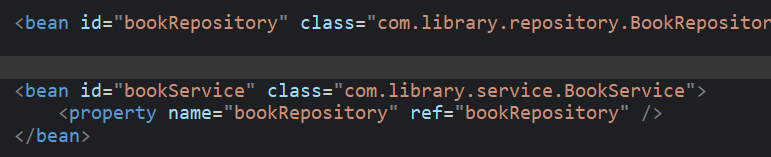 <bean id="bookRepository" class="com.library.repository.BookRepositor
<bean id="bookService" class="com.library.service.BookService">
<property name="bookRepository" ref="bookRepository" />
</bean>